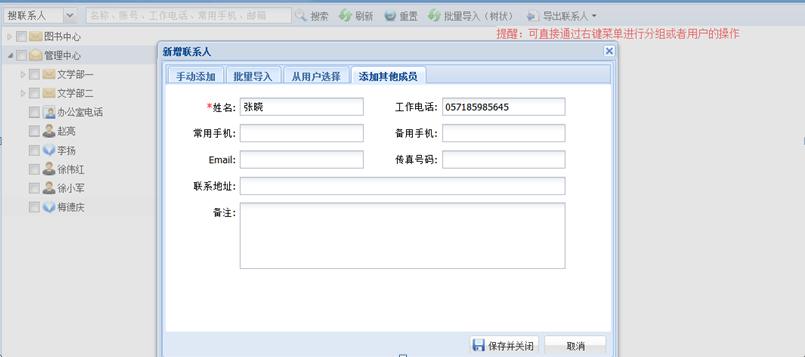 搜联系人 名称、账号、工作电话、常用手机、邮箱 搜索 刷新 重置 批量导入（树状） 导出联系人
提醒：可直接通过右键菜单进行分组或者用户的操作
图书中心
管理中心
文学部一
文学部二
办公室电话
赵亮
李扬
徐伟红
徐小军
梅德庆
新增联系人
手动添加 批量导入 从用户选择 添加其他成员
*姓名: 张晓 工作电话: 057185985645
常用手机: 备用手机:
Email: 传真号码:
联系地址:
备注:
保存并关闭 取消